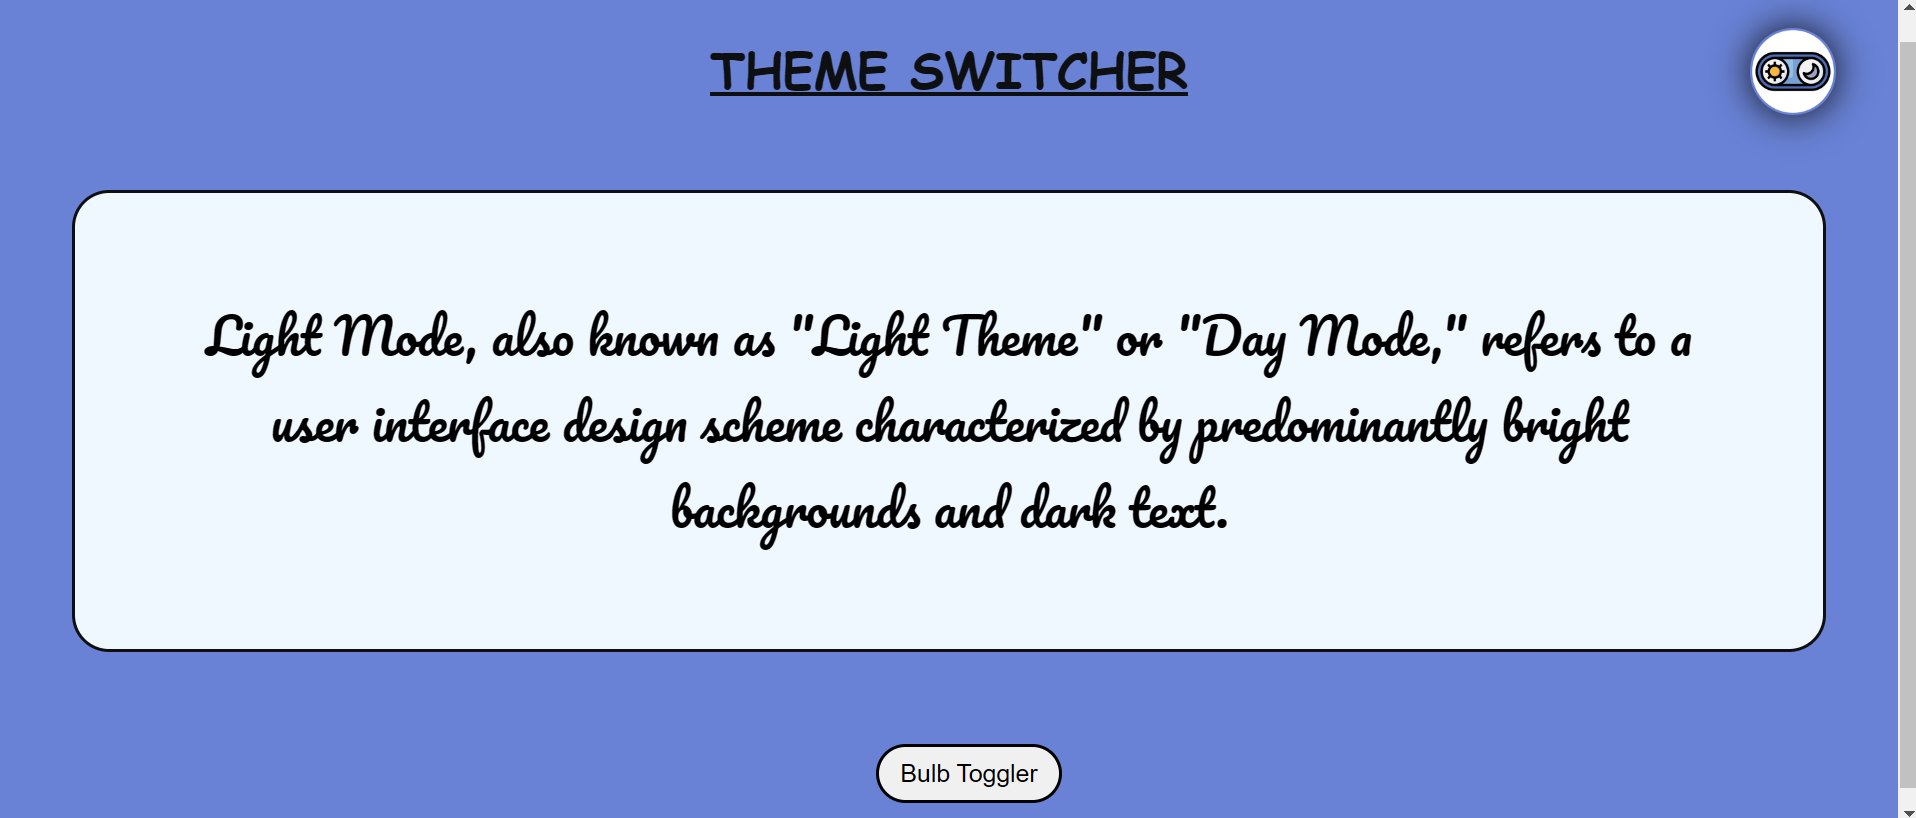 THEME SWITCHER
Light Mode, also known as "Light Theme" or "Day Mode," refers to a
user interface design scheme characterized by predominantly bright
backgrounds and dark text.
Bulb Toggler